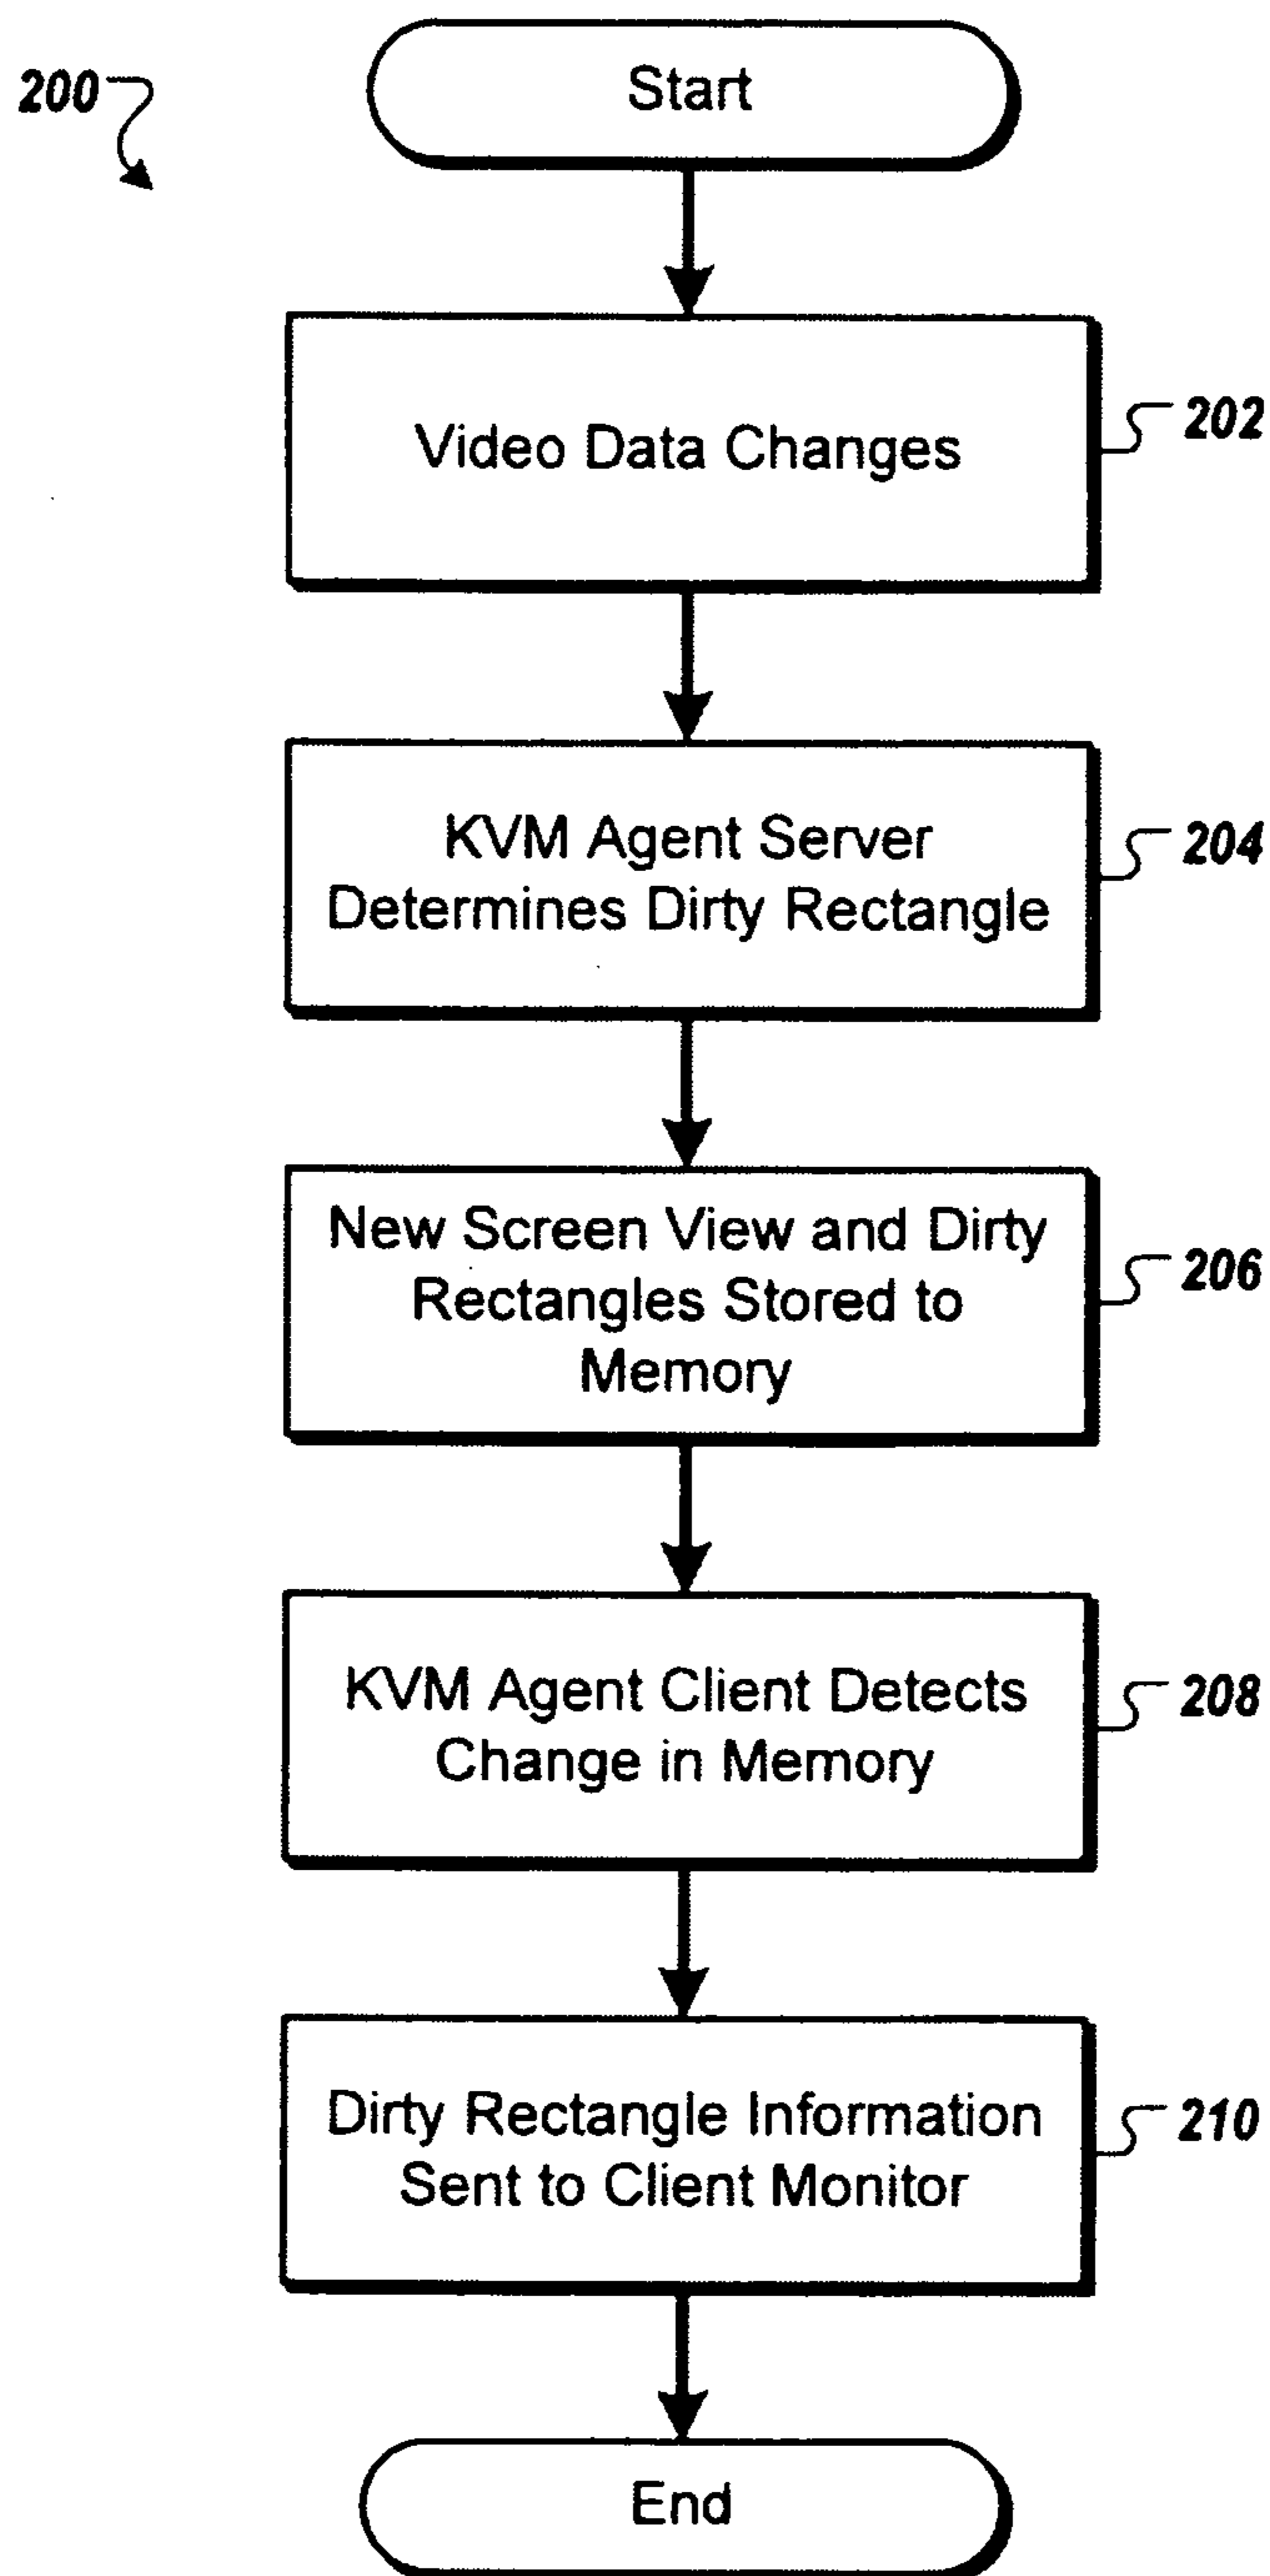 200
Start
Video Data Changes
202
KVM Agent Server
Determines Dirty Rectangle
204
New Screen View and Dirty
Rectangles Stored to
Memory
206
KVM Agent Client Detects
Change in Memory
208
Dirty Rectangle Information
Sent to Client Monitor
210
End